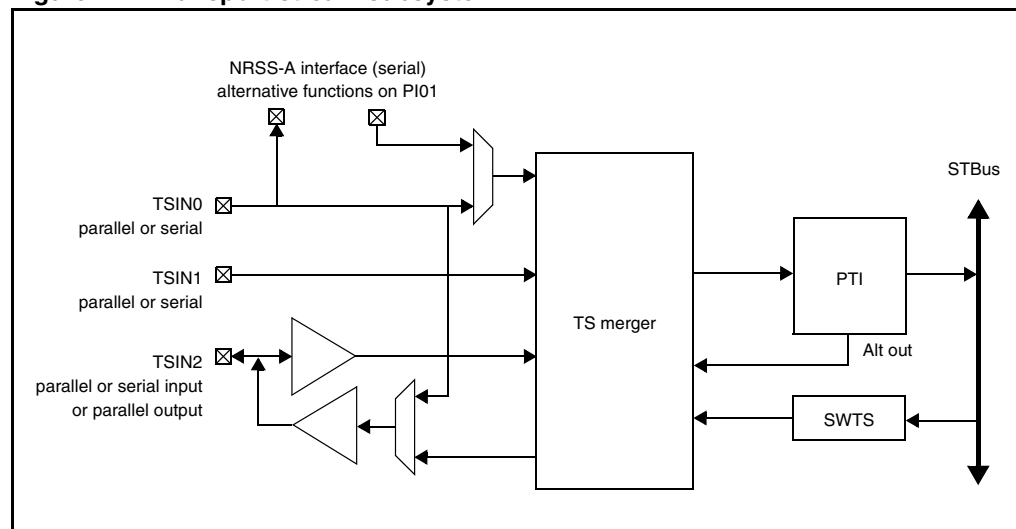 NRSS-A interface (serial)
alternative functions on PI01
STBus
TSIN0
parallel or serial
TSIN1
parallel or serial
PTI
TS merger
Alt out
TSIN2
parallel or serial input
or parallel output
SWTS